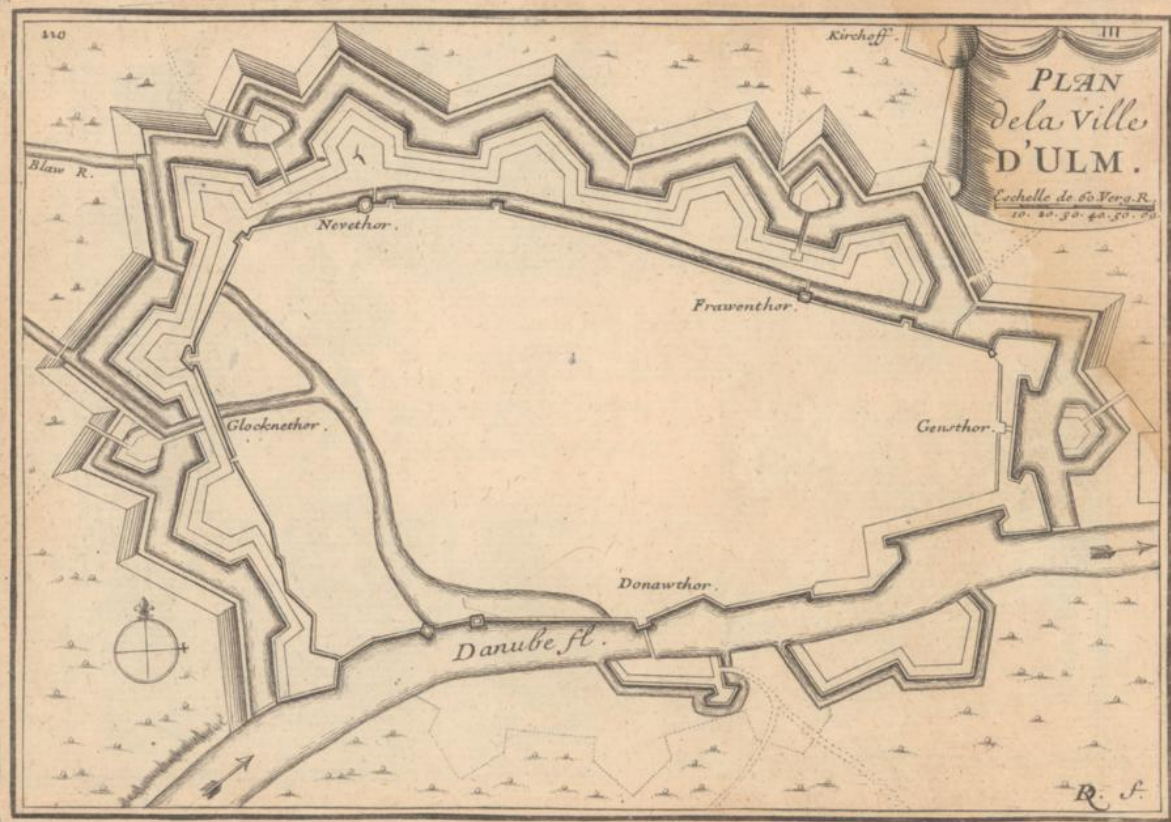 220
Kirchoff.
III
PLAN
de la Ville
D'ULM.
Eschelle de 60 Verg. R.
10. 20. 30. 40. 50. 60
Blaw R.
Nevethor.
Frawenthor.
Glocknethor.
Gensthor.
Donawthor.
Danube fl.
R. f.